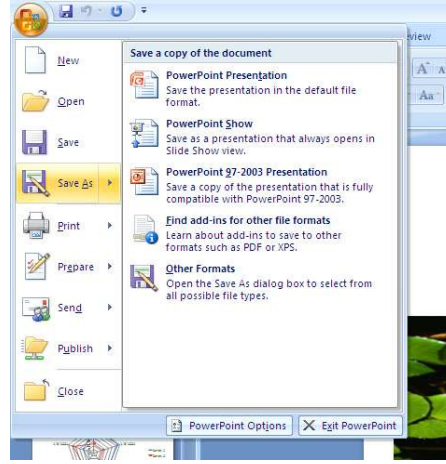 view
A A
Aa
New
Open
Save
Save As
Print
Prepare
Send
Publish
Close
Save a copy of the document
PowerPoint Presentation
Save the presentation in the default file
format.
PowerPoint Show
Save as a presentation that always opens in
Slide Show view.
PowerPoint 97-2003 Presentation
Save a copy of the presentation that is fully
compatible with PowerPoint 97-2003.
Find add-ins for other file formats
Learn about add-ins to save to other
formats such as PDF or XPS.
Other Formats
Open the Save As dialog box to select from
all possible file types.
PowerPoint Options
Exit PowerPoint